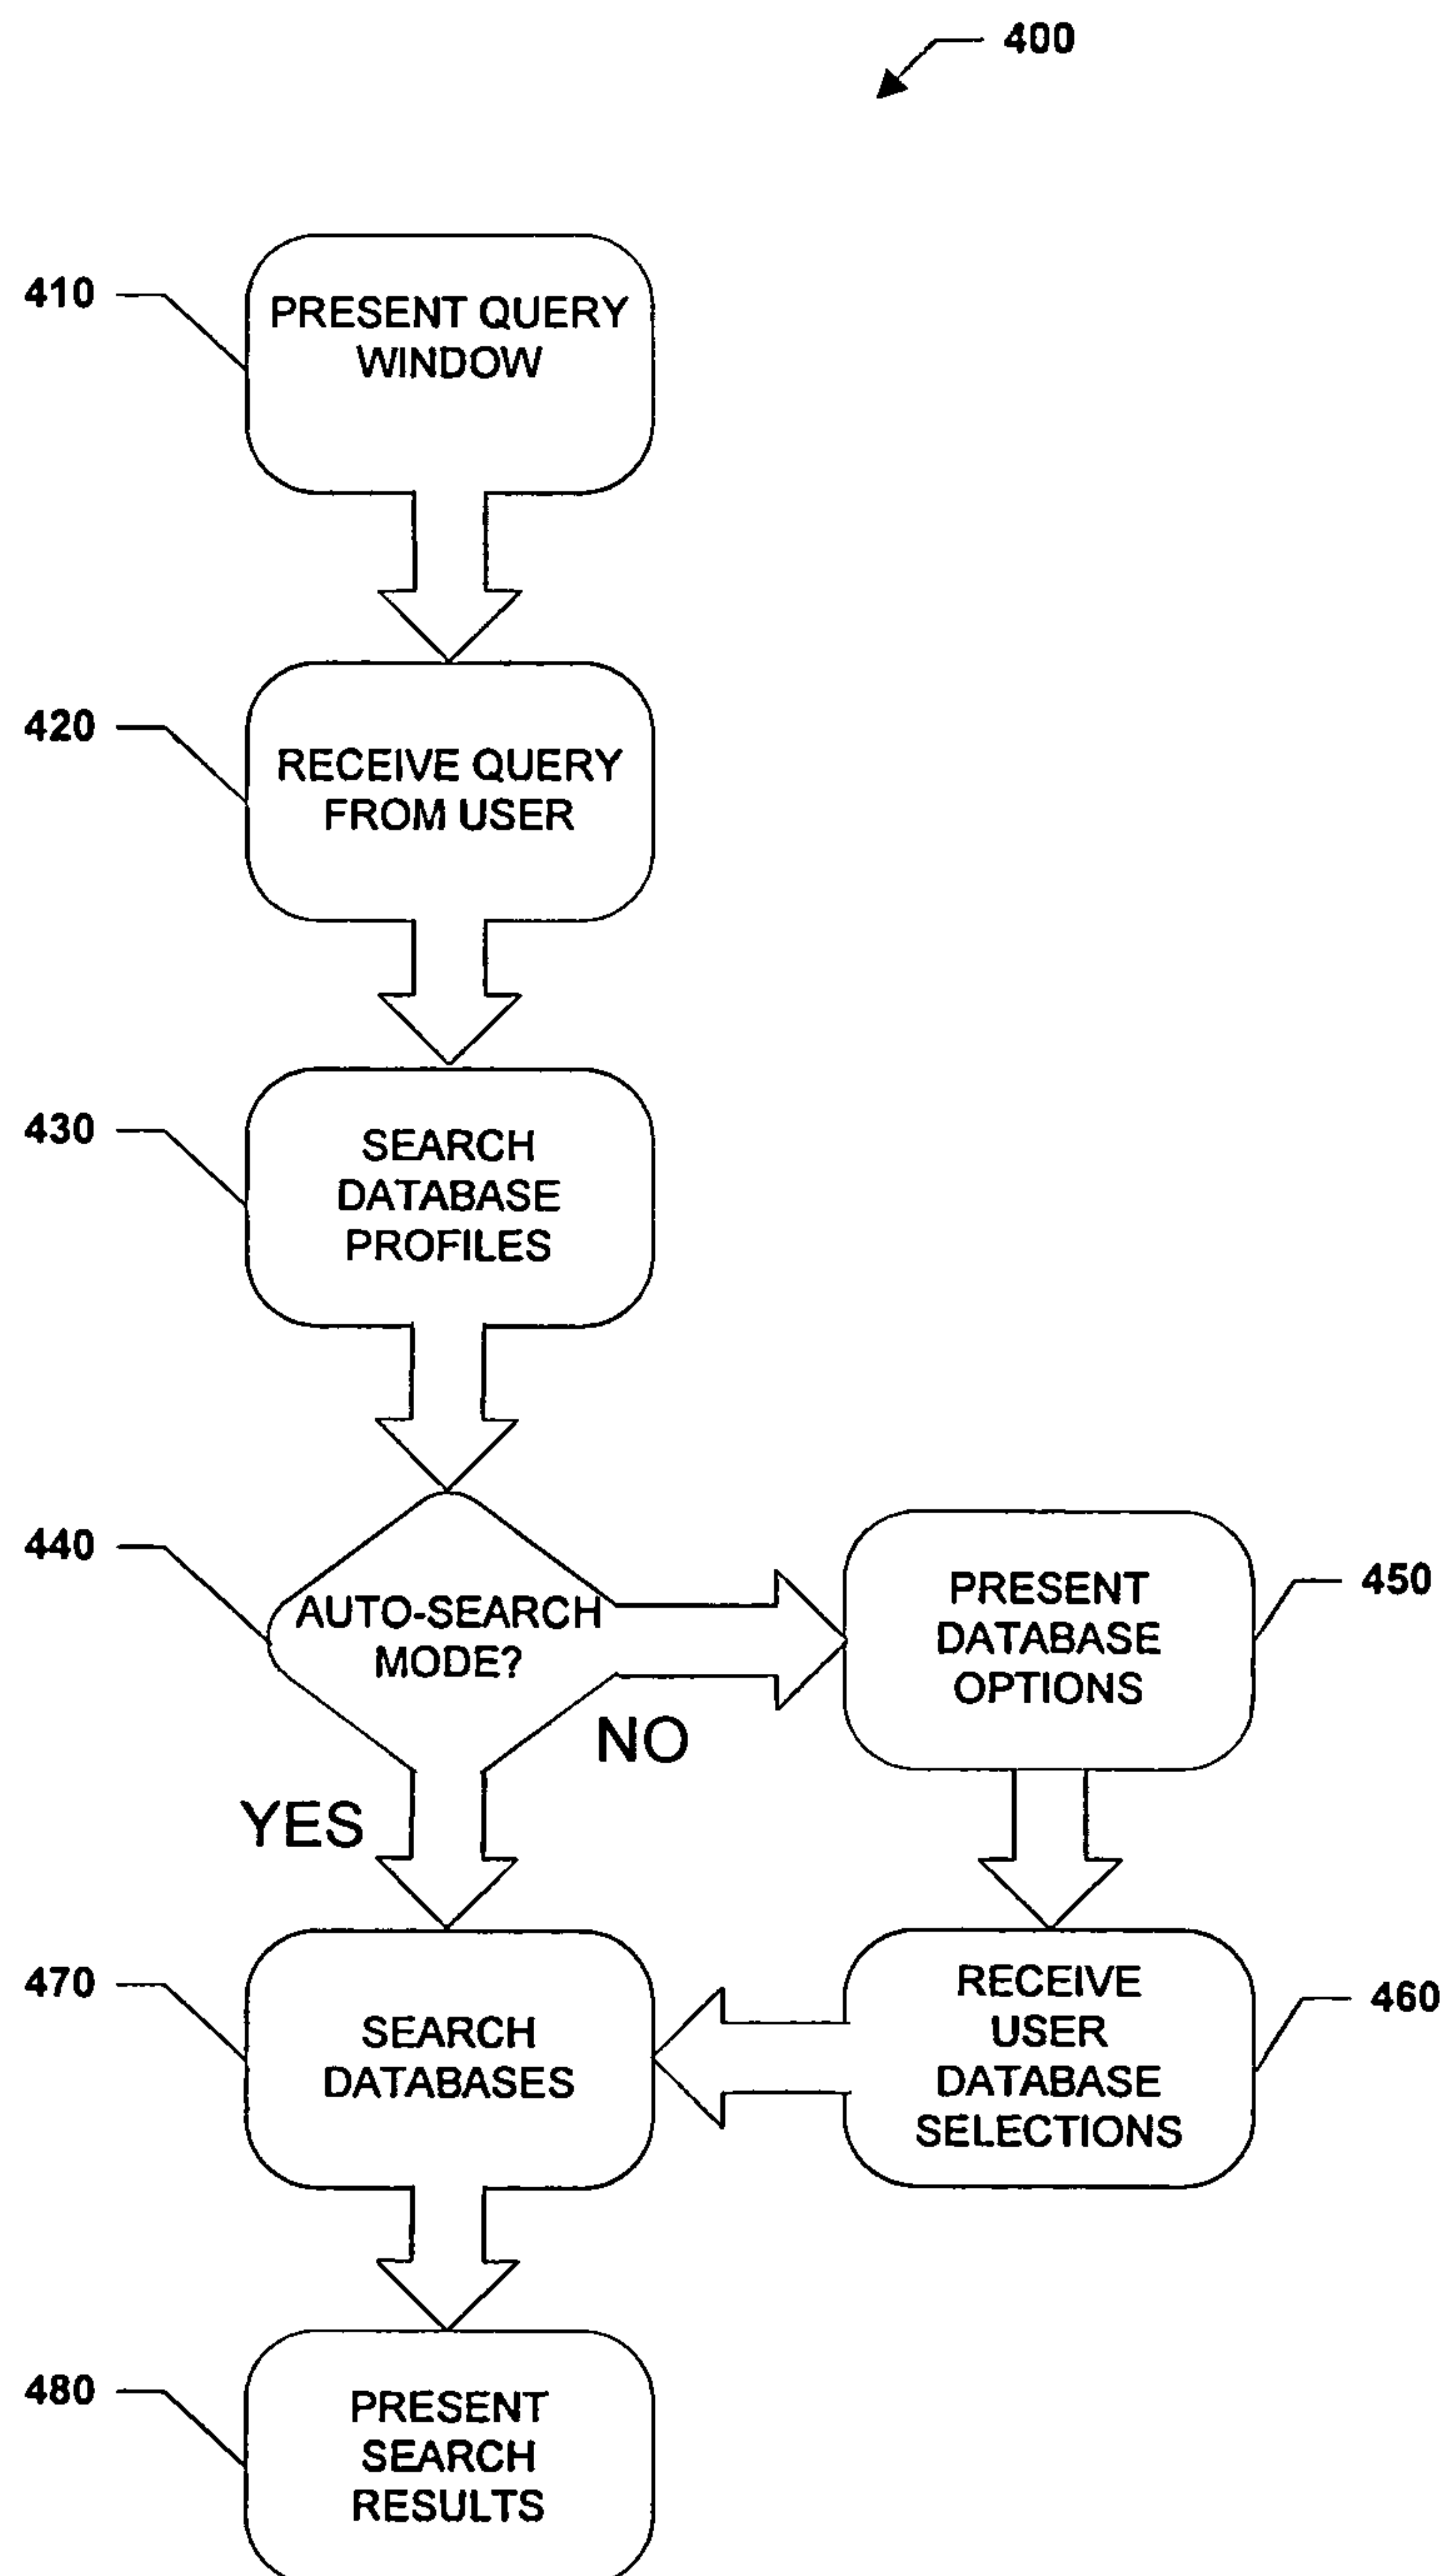 400
410
PRESENT QUERY
WINDOW
420
RECEIVE QUERY
FROM USER
430
SEARCH
DATABASE
PROFILES
440
AUTO-SEARCH
MODE?
NO
YES
450
PRESENT
DATABASE
OPTIONS
460
RECEIVE
USER
DATABASE
SELECTIONS
470
SEARCH
DATABASES
480
PRESENT
SEARCH
RESULTS